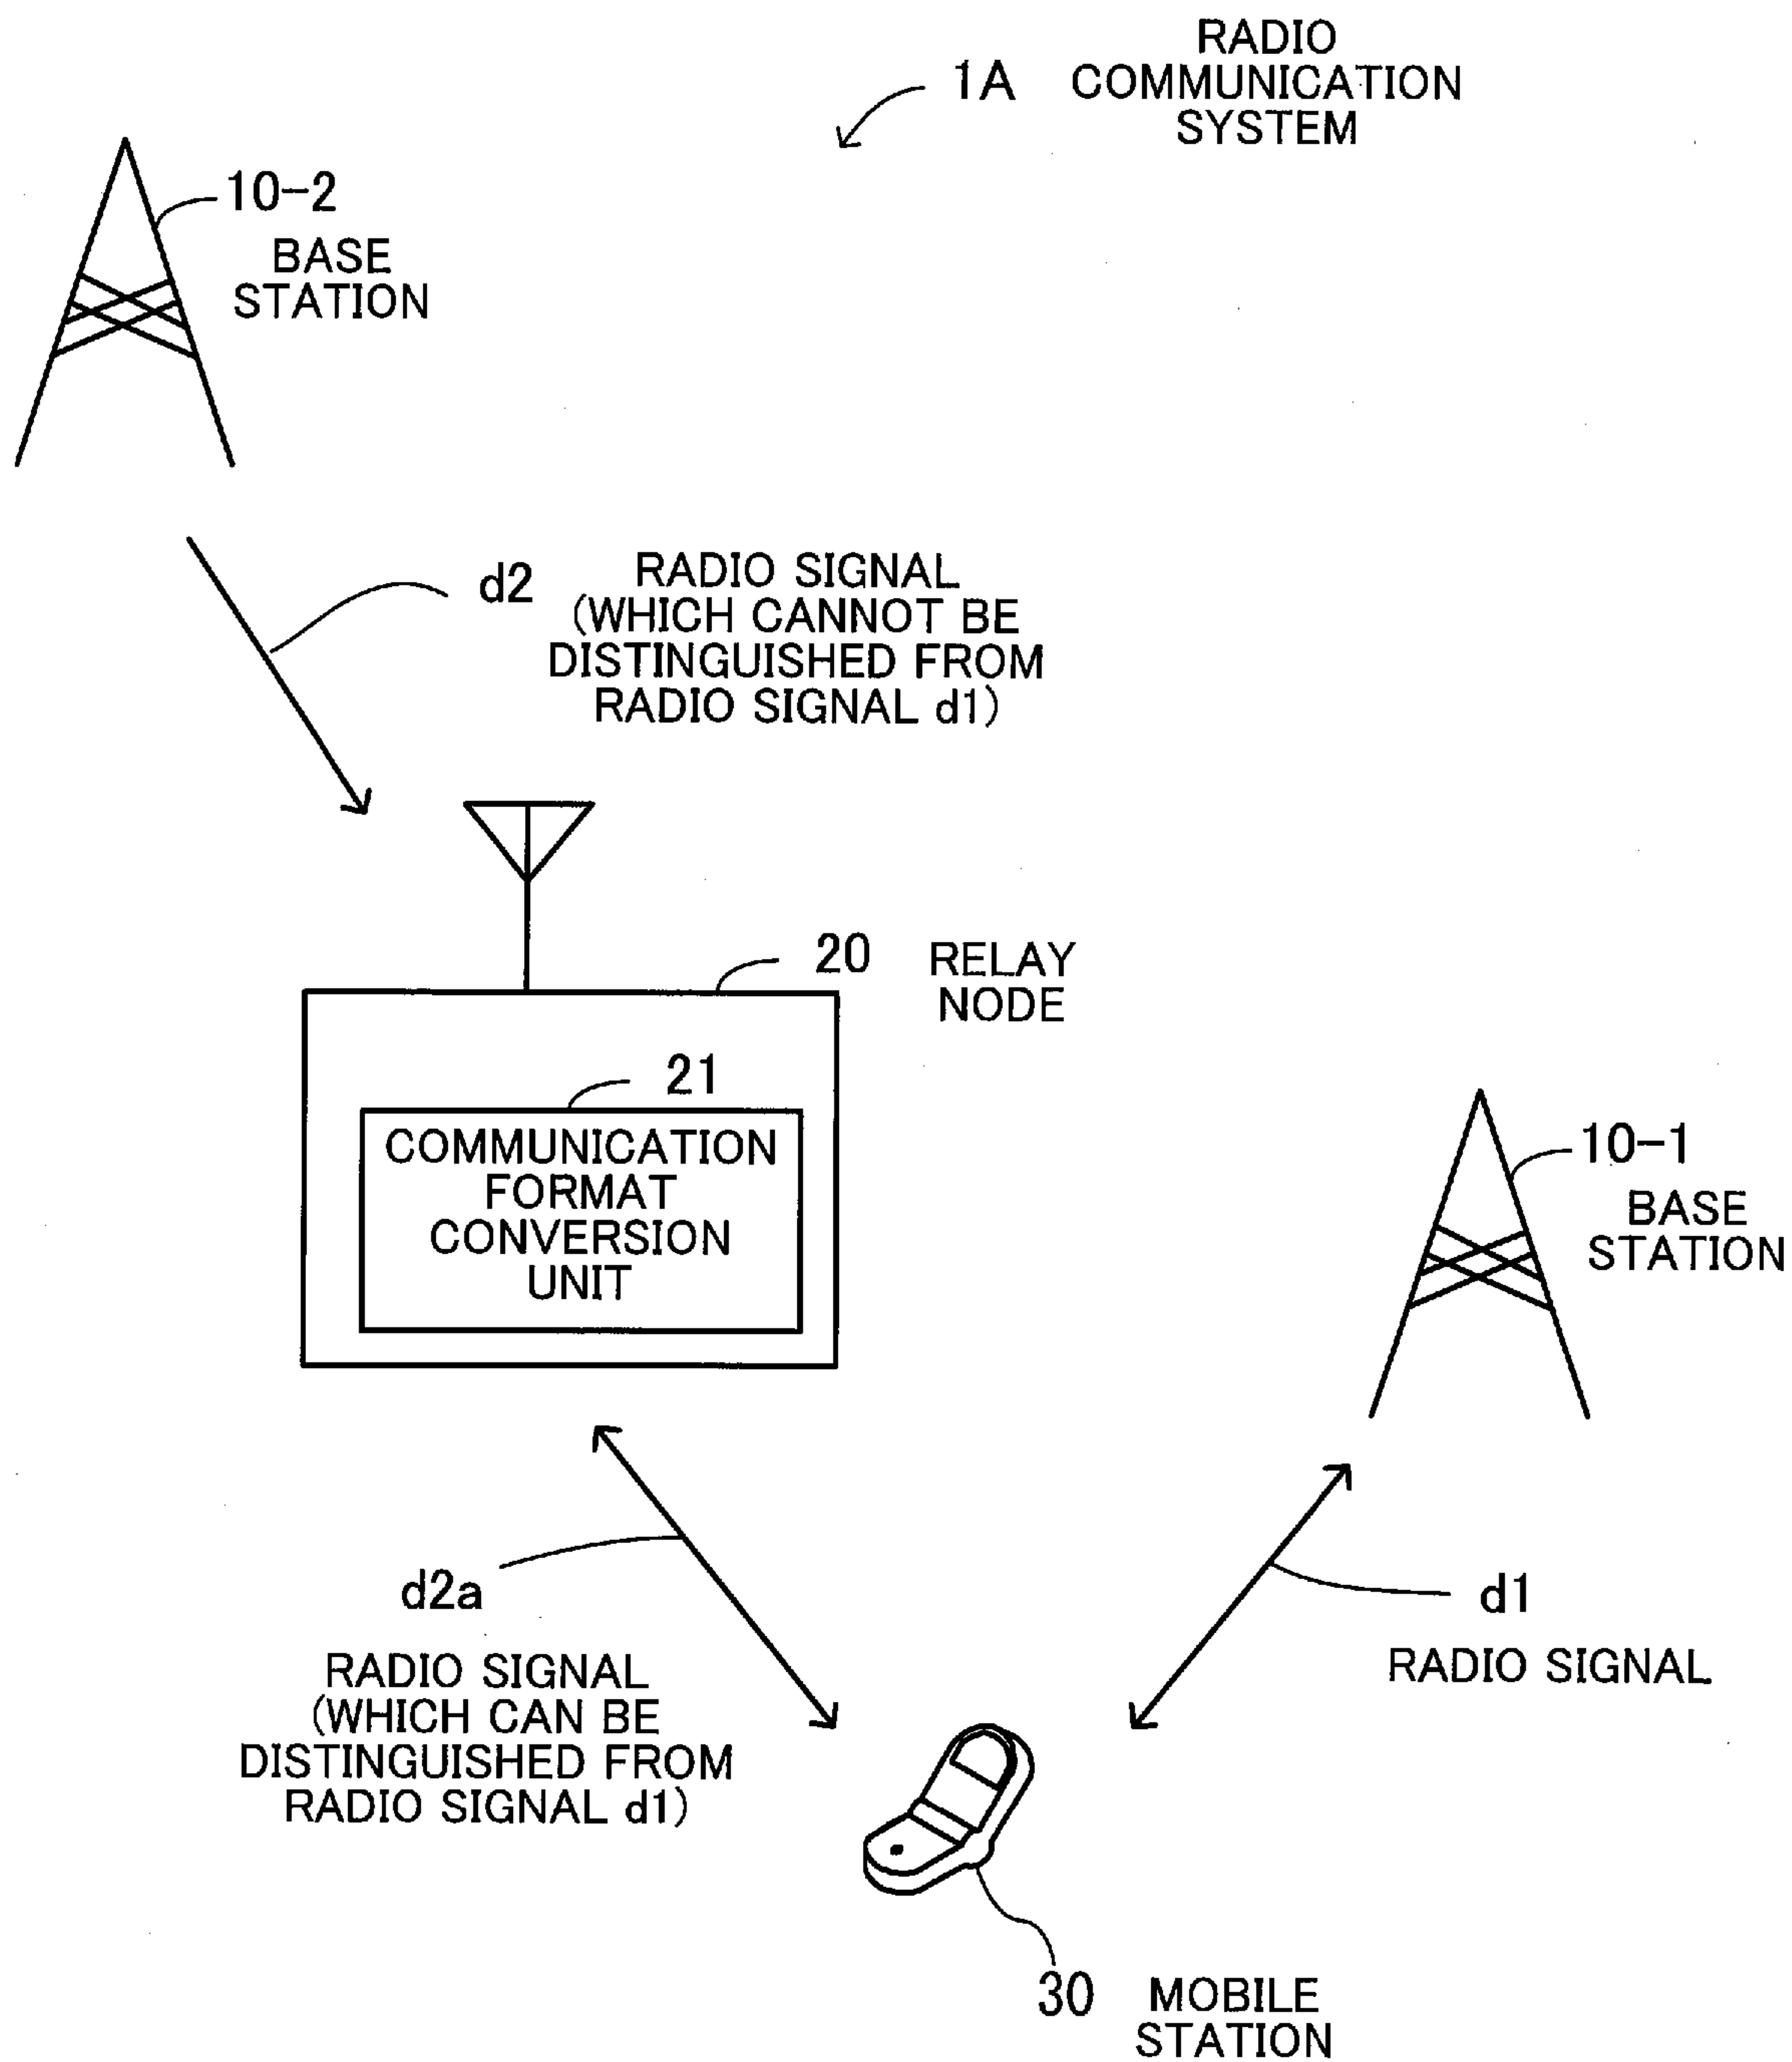 RADIO
1A COMMUNICATION
SYSTEM
10-2
BASE
STATION
d2
RADIO SIGNAL
(WHICH CANNOT BE
DISTINGUISHED FROM
RADIO SIGNAL d1)
20 RELAY
NODE
21
COMMUNICATION
FORMAT
CONVERSION
UNIT
10-1
BASE
STATION
d2a
RADIO SIGNAL
(WHICH CAN BE
DISTINGUISHED FROM
RADIO SIGNAL d1)
d1
RADIO SIGNAL
30 MOBILE
STATION